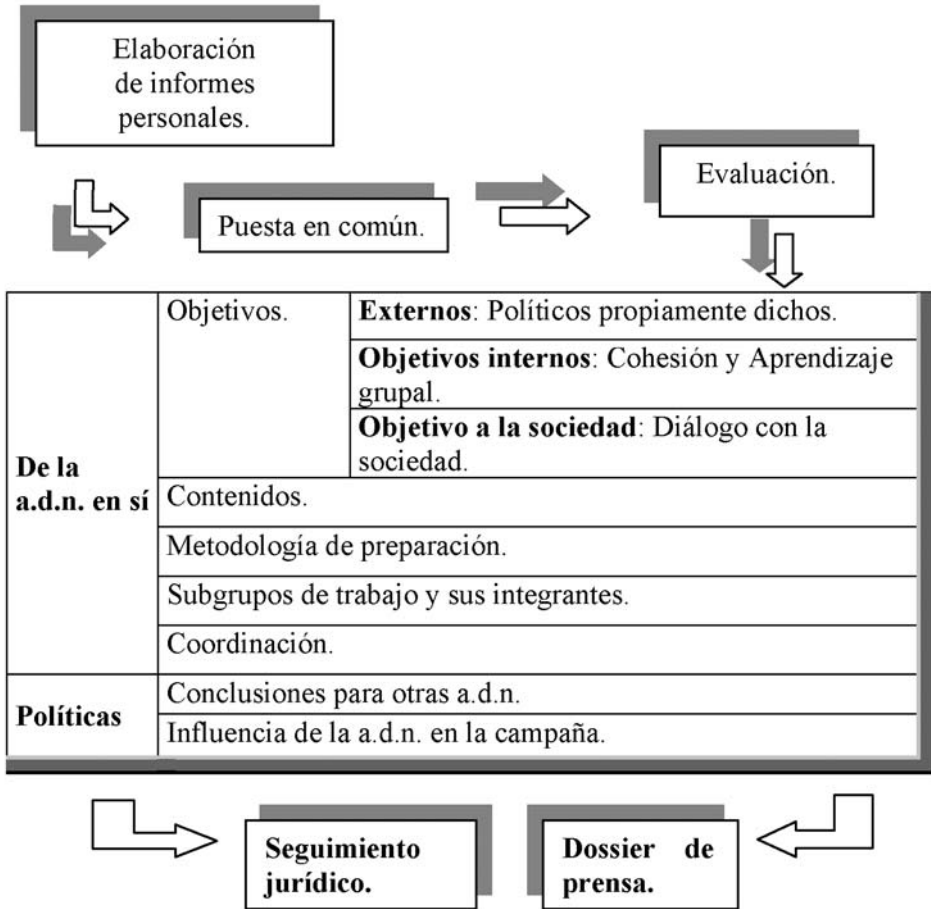 Elaboración
de informes
personales.
Evaluación.
Puesta en común.
De la
a.d.n. en sí
Objetivos.
Externos: Políticos propiamente dichos.
Objetivos internos: Cohesión y Aprendizaje
grupal.
Objetivo a la sociedad: Diálogo con la
sociedad.
Contenidos.
Metodología de preparación.
Subgrupos de trabajo y sus integrantes.
Coordinación.
Políticas
Conclusiones para otras a.d.n.
Influencia de la a.d.n. en la campaña.
Seguimiento
jurídico.
Dossier de
prensa.